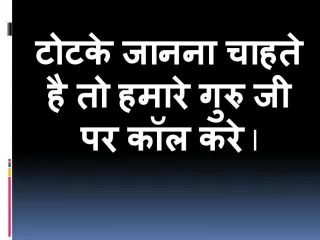 टोटके जानना चाहते
है तो हमारे गुरु जी
पर कॉल करे ।